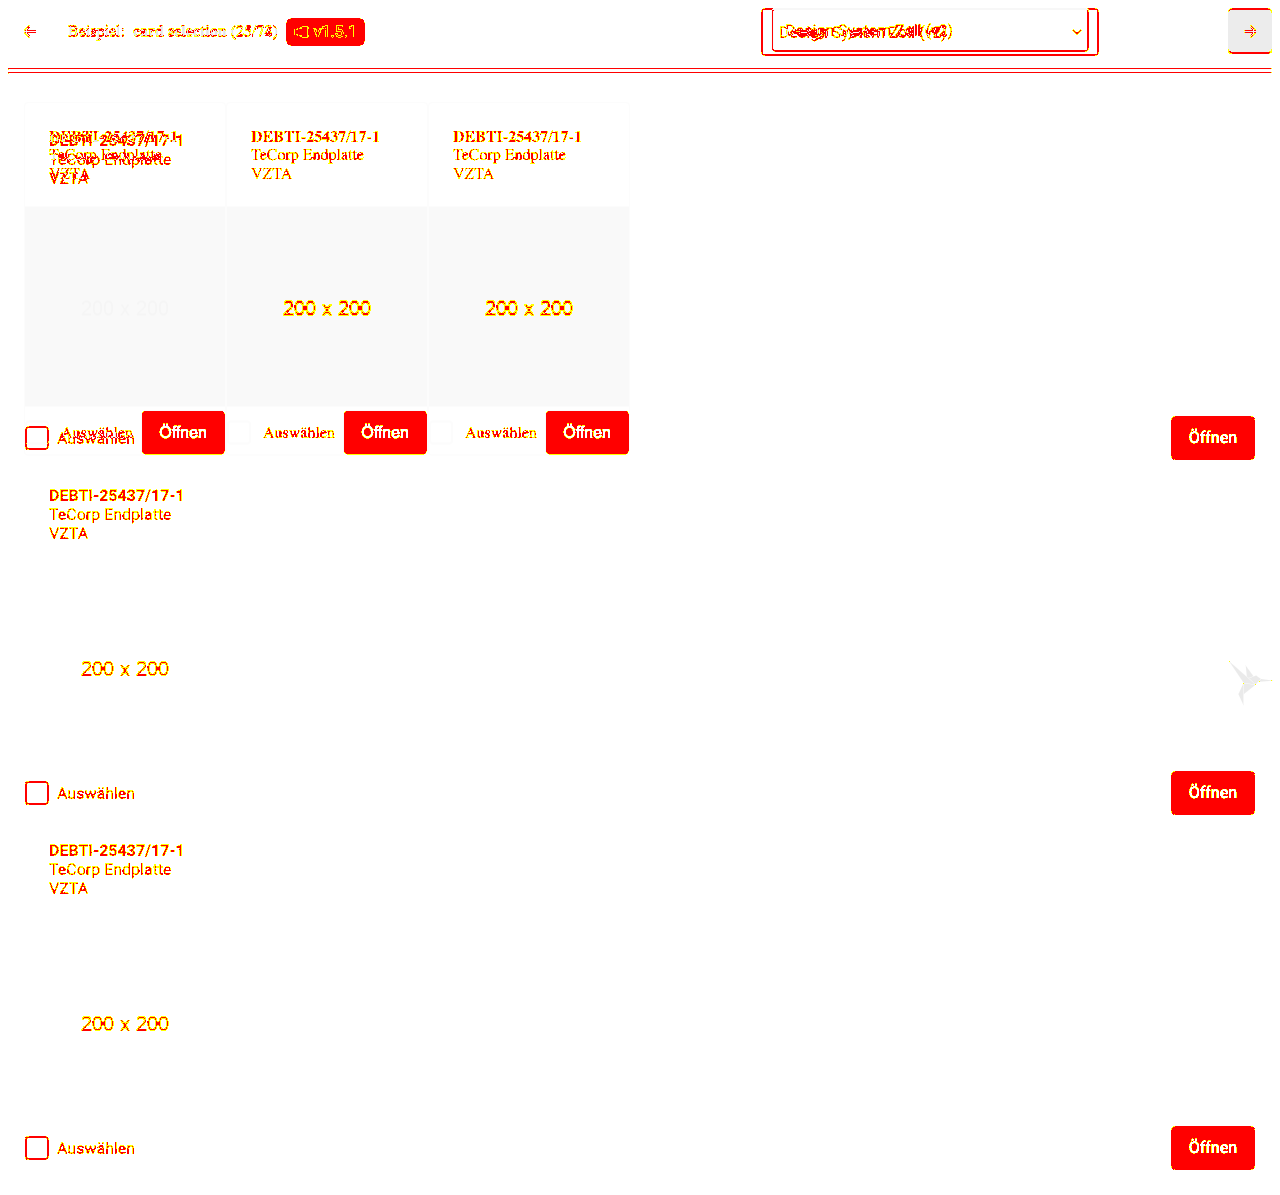 Beispiel: card selection (23/78) v1.5.1
Design System Zoll (v2)
DEBTI-25437/17-1 DEBTI-25437/17-1 DEBTI-25437/17-1
TeCorp Endplatte TeCorp Endplatte TeCorp Endplatte
VZTA VZTA VZTA
200 x 200 200 x 200 200 x 200
Auswählen Öffnen Auswählen Öffnen Auswählen Öffnen Öffnen
DEBTI-25437/17-1
TeCorp Endplatte
VZTA
200 x 200
Auswählen Öffnen
DEBTI-25437/17-1
TeCorp Endplatte
VZTA
200 x 200
Auswählen Öffnen